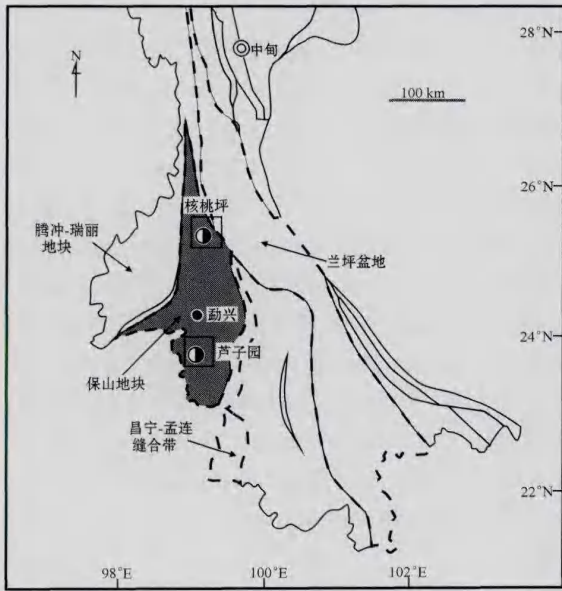 28°N
中甸
N
100 km
26°N
核桃坪
腾冲-瑞丽
地块
兰坪盆地
勐兴
24°N
芦子园
保山地块
昌宁-孟连
缝合带
22°N
98°E
100°E
102°E